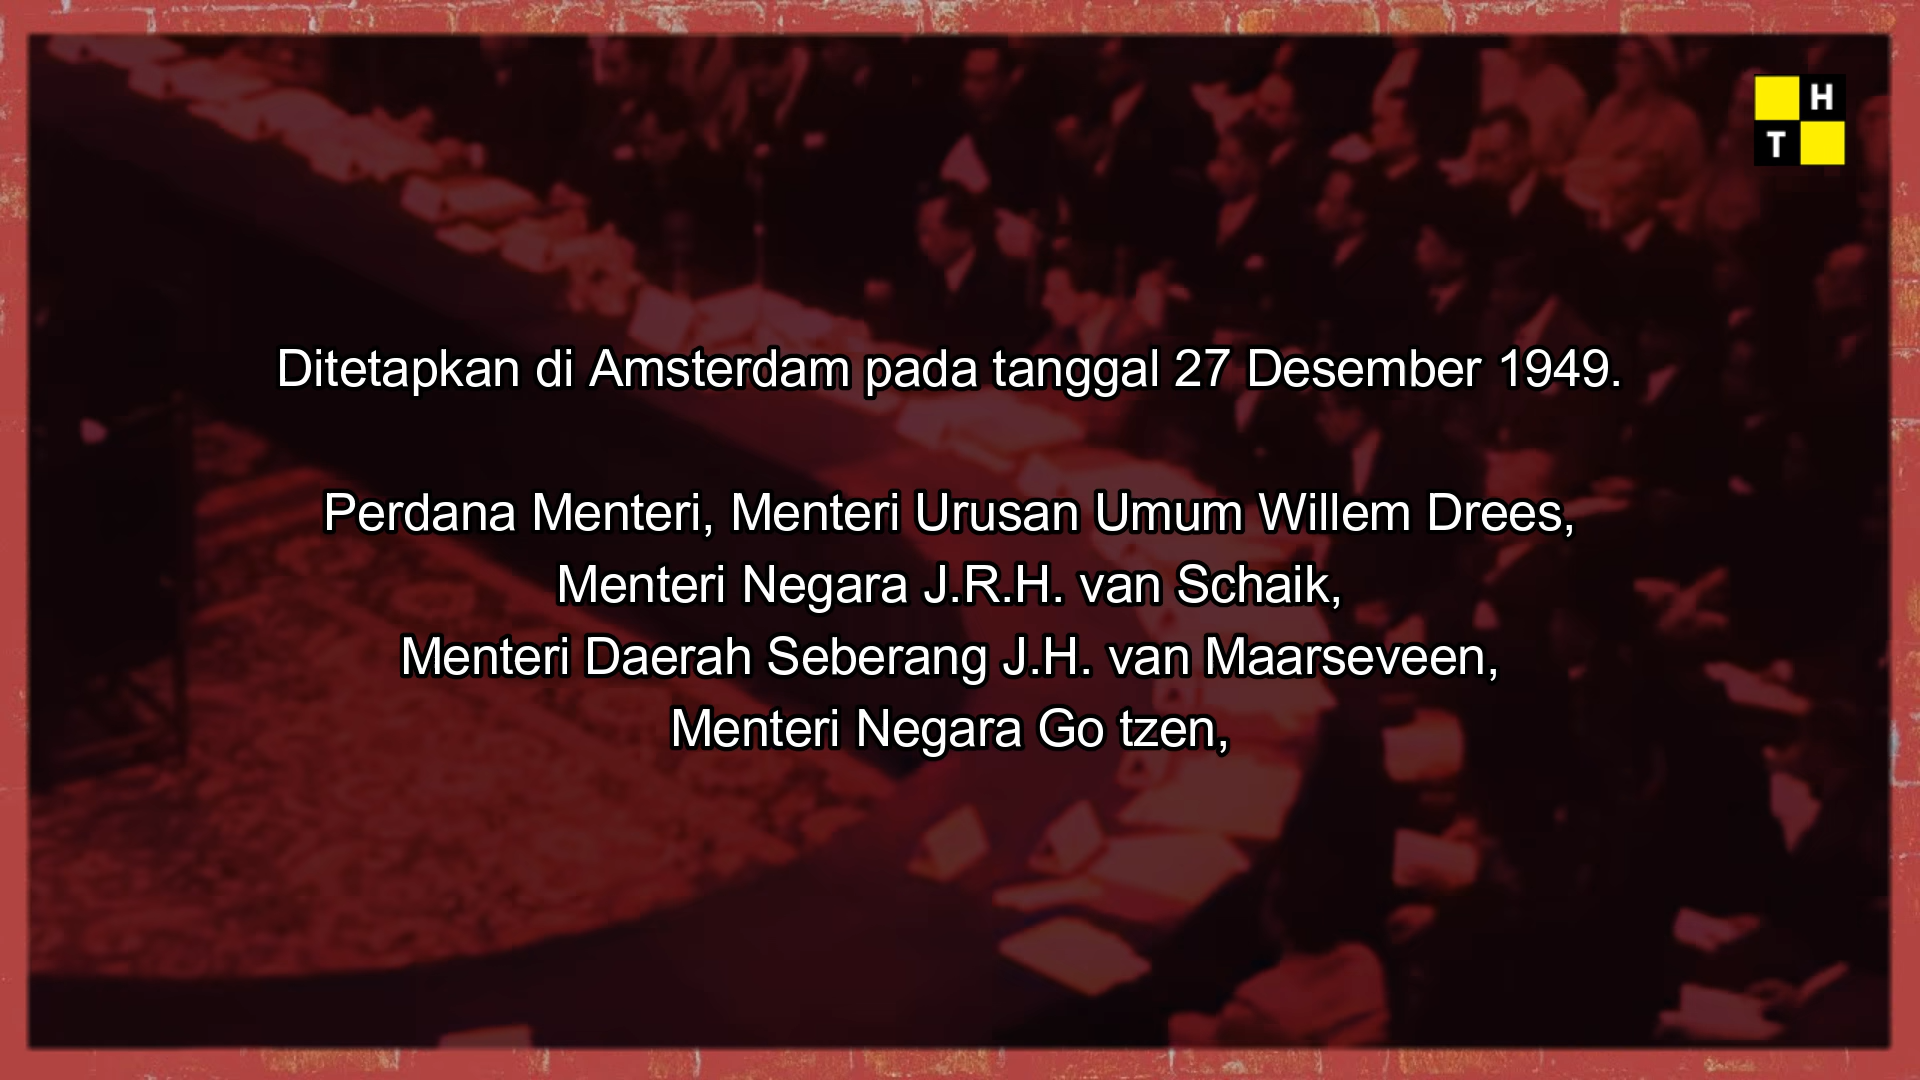 H
T
Ditetapkan di Amsterdam pada tanggal 27 Desember 1949.
Perdana Menteri, Menteri Urusan Umum Willem Drees,
Menteri Negara J.R.H. van Schaik,
Menteri Daerah Seberang J.H. van Maarseveen,
Menteri Negara Go tzen,